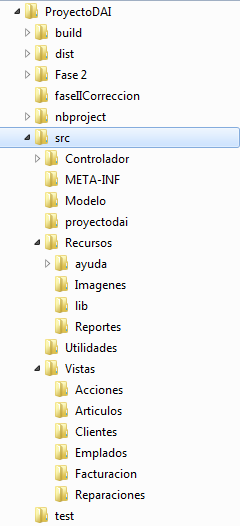 ProyectoDAI
build
dist
Fase 2
faseIICorreccion
nbproject
src
Controlador
META-INF
Modelo
proyectodai
Recursos
ayuda
Imagenes
lib
Reportes
Utilidades
Vistas
Acciones
Articulos
Clientes
Emplados
Facturacion
Reparaciones
test